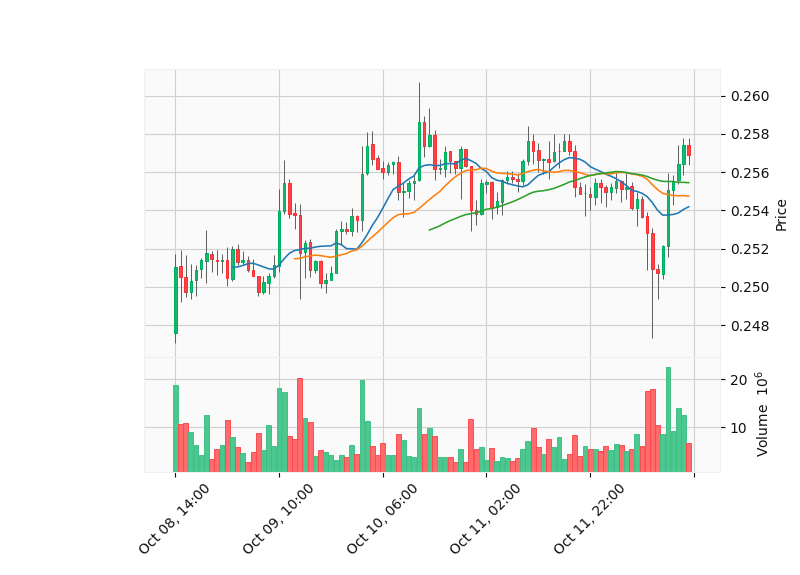 0.260
0.258
0.256
0.254
0.252
0.250
0.248
Price
20
10
Volume 10^6
Oct 08, 14:00
Oct 09, 10:00
Oct 10, 06:00
Oct 11, 02:00
Oct 11, 22:00